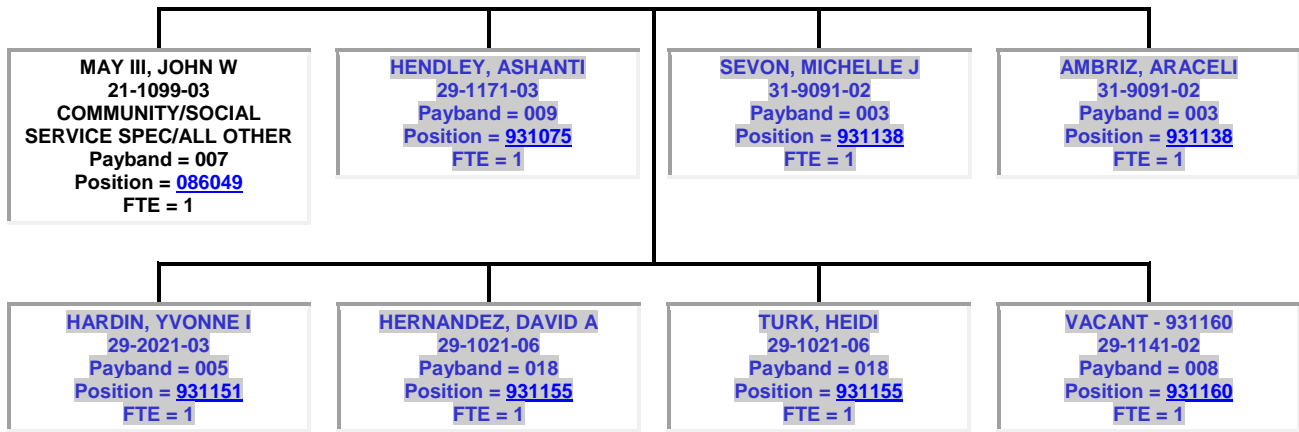 MAY III, JOHN W
21-1099-03
COMMUNITY/SOCIAL
SERVICE SPEC/ALL OTHER
Payband = 007
Position = 086049
FTE = 1
HENDLEY, ASHANTI
29-1171-03
Payband = 009
Position = 931075
FTE = 1
SEVON, MICHELLE J
31-9091-02
Payband = 003
Position = 931138
FTE = 1
AMBRIZ, ARACELI
31-9091-02
Payband = 003
Position = 931138
FTE = 1
HARDIN, YVONNE I
29-2021-03
Payband = 005
Position = 931151
FTE = 1
HERNANDEZ, DAVID A
29-1021-06
Payband = 018
Position = 931155
FTE = 1
TURK, HEIDI
29-1021-06
Payband = 018
Position = 931155
FTE = 1
VACANT - 931160
29-1141-02
Payband = 008
Position = 931160
FTE = 1